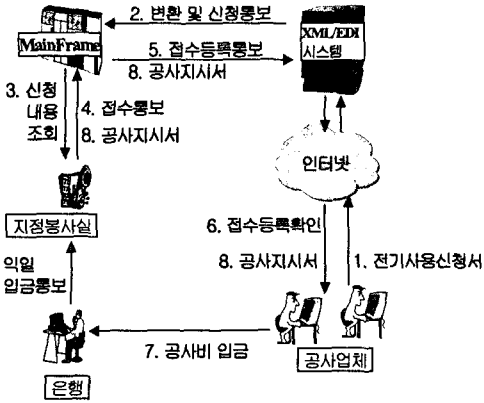 2. 변환 및 신청통보
MainFrame
XML/EDI
시스템
5. 접수등록통보
8. 공사지시서
3. 신청
내용
조회
4. 접수통보
8. 공사지시서
인터넷
지정봉사실
6. 접수등록확인
8. 공사지시서
1. 전기사용신청서
익일
입금통보
7. 공사비 입금
은행
공사업체